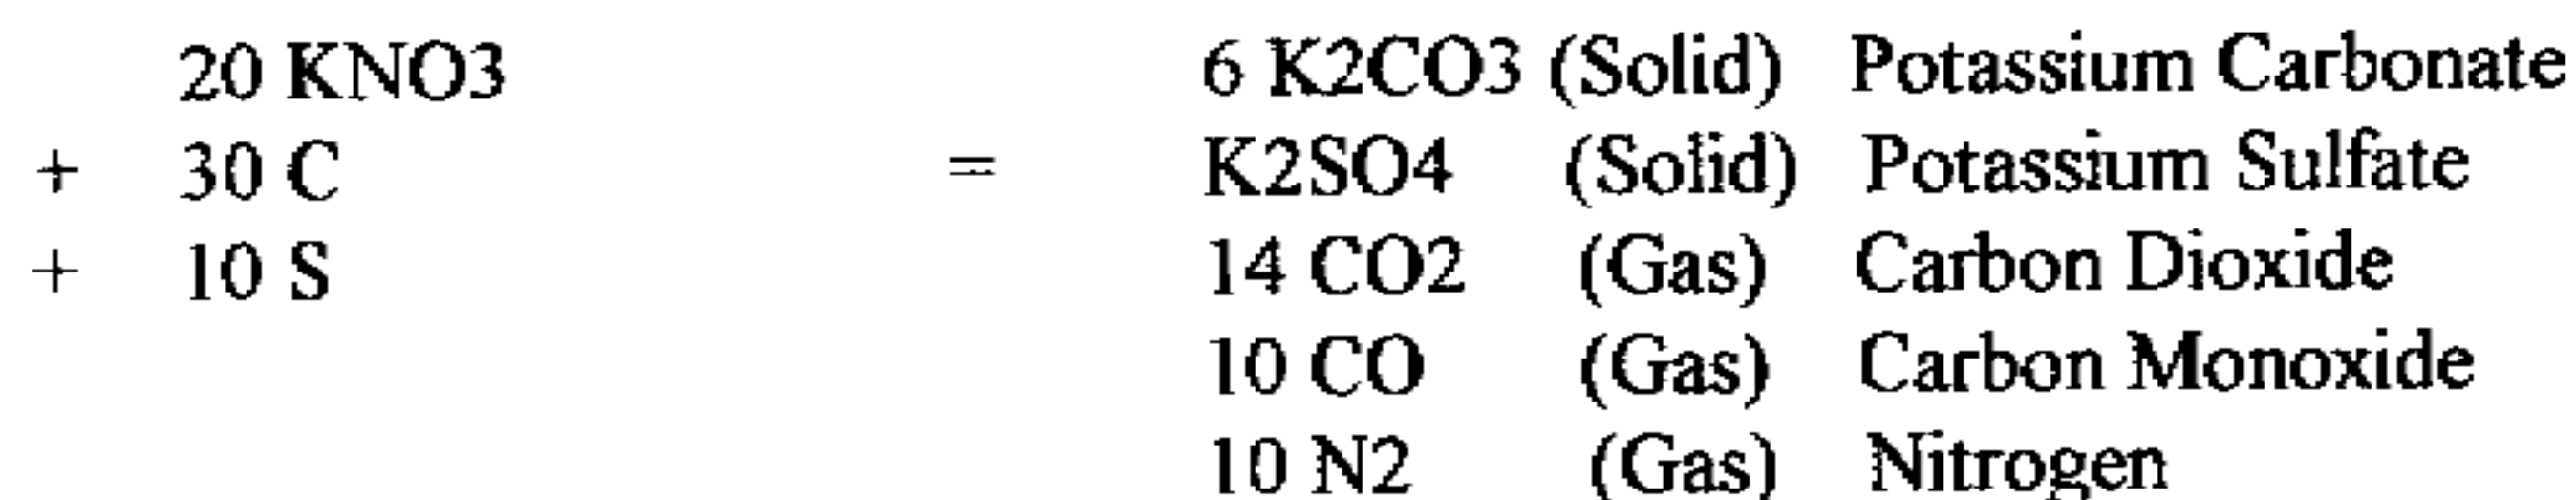 20 KNO3 6 K2CO3 (Solid) Potassium Carbonate
+ 30 C = K2SO4 (Solid) Potassium Sulfate
+ 10 S 14 CO2 (Gas) Carbon Dioxide
10 CO (Gas) Carbon Monoxide
10 N2 (Gas) Nitrogen